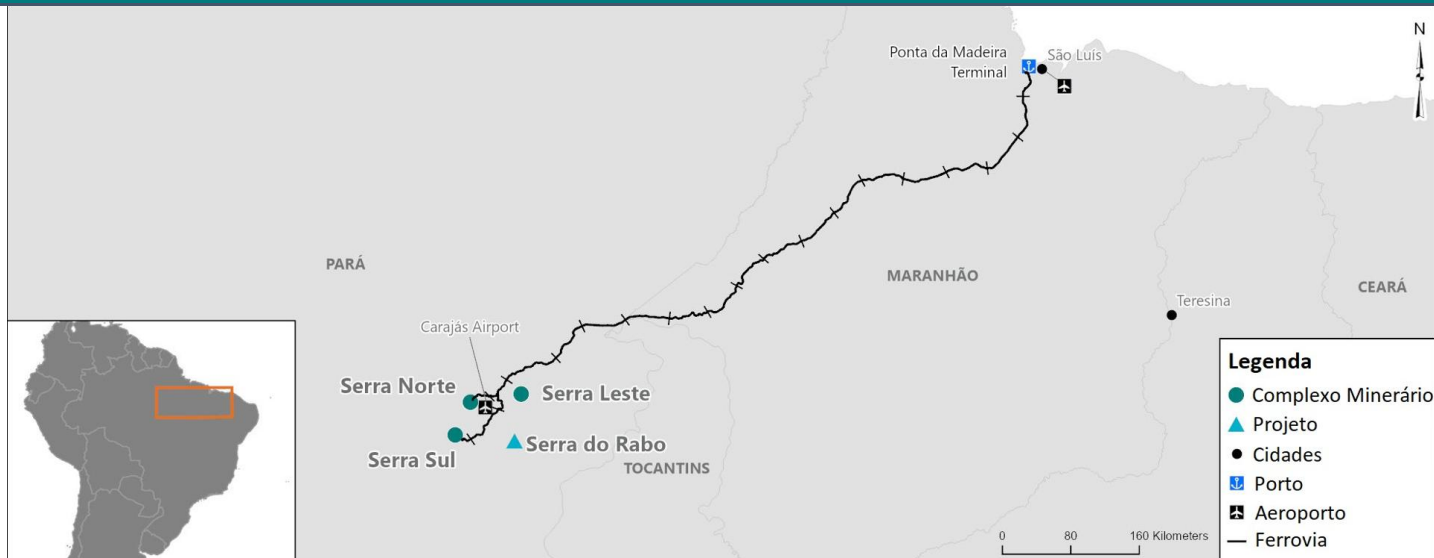 N
Ponta da Madeira
Terminal
São Luís
PARÁ
MARANHÃO
CEARÁ
Teresina
Carajás Airport
Serra Norte
Serra Leste
Serra Sul
Serra do Rabo
TOCANTINS
Legenda
Complexo Minerário
Projeto
Cidades
Porto
Aeroporto
Ferrovia
0 80 160 Kilometers